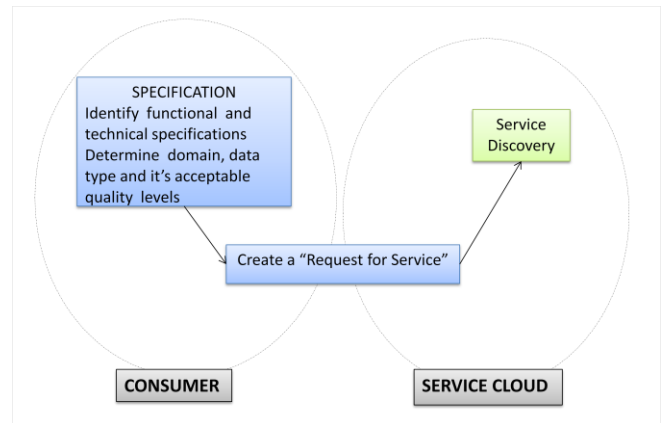 SPECIFICATION
Identify functional and
technical specifications
Determine domain, data
type and it's acceptable
quality levels
Service
Discovery
Create a “Request for Service”
CONSUMER
SERVICE CLOUD